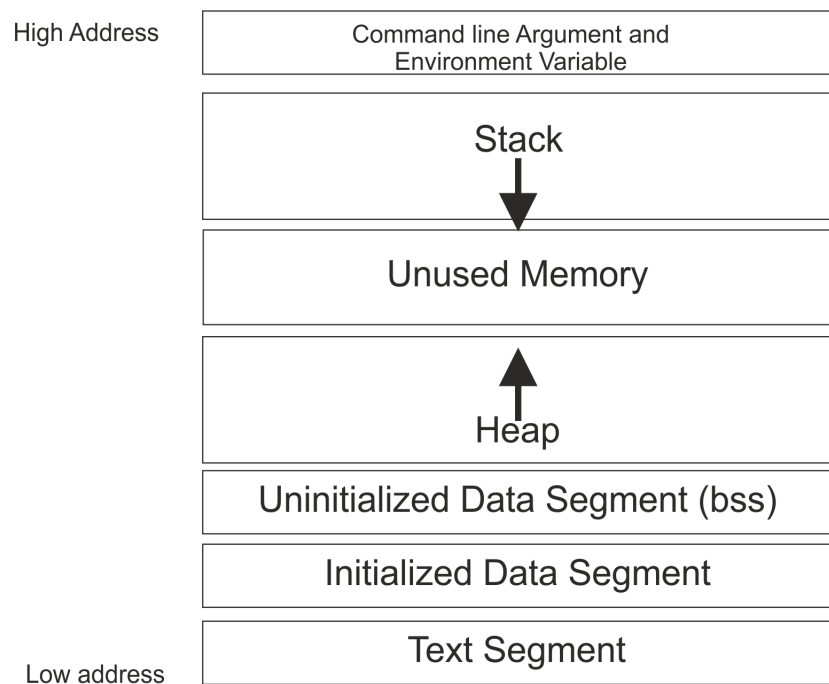 High Address
Command line Argument and
Environment Variable
Stack
Unused Memory
Heap
Uninitialized Data Segment (bss)
Initialized Data Segment
Text Segment
Low address